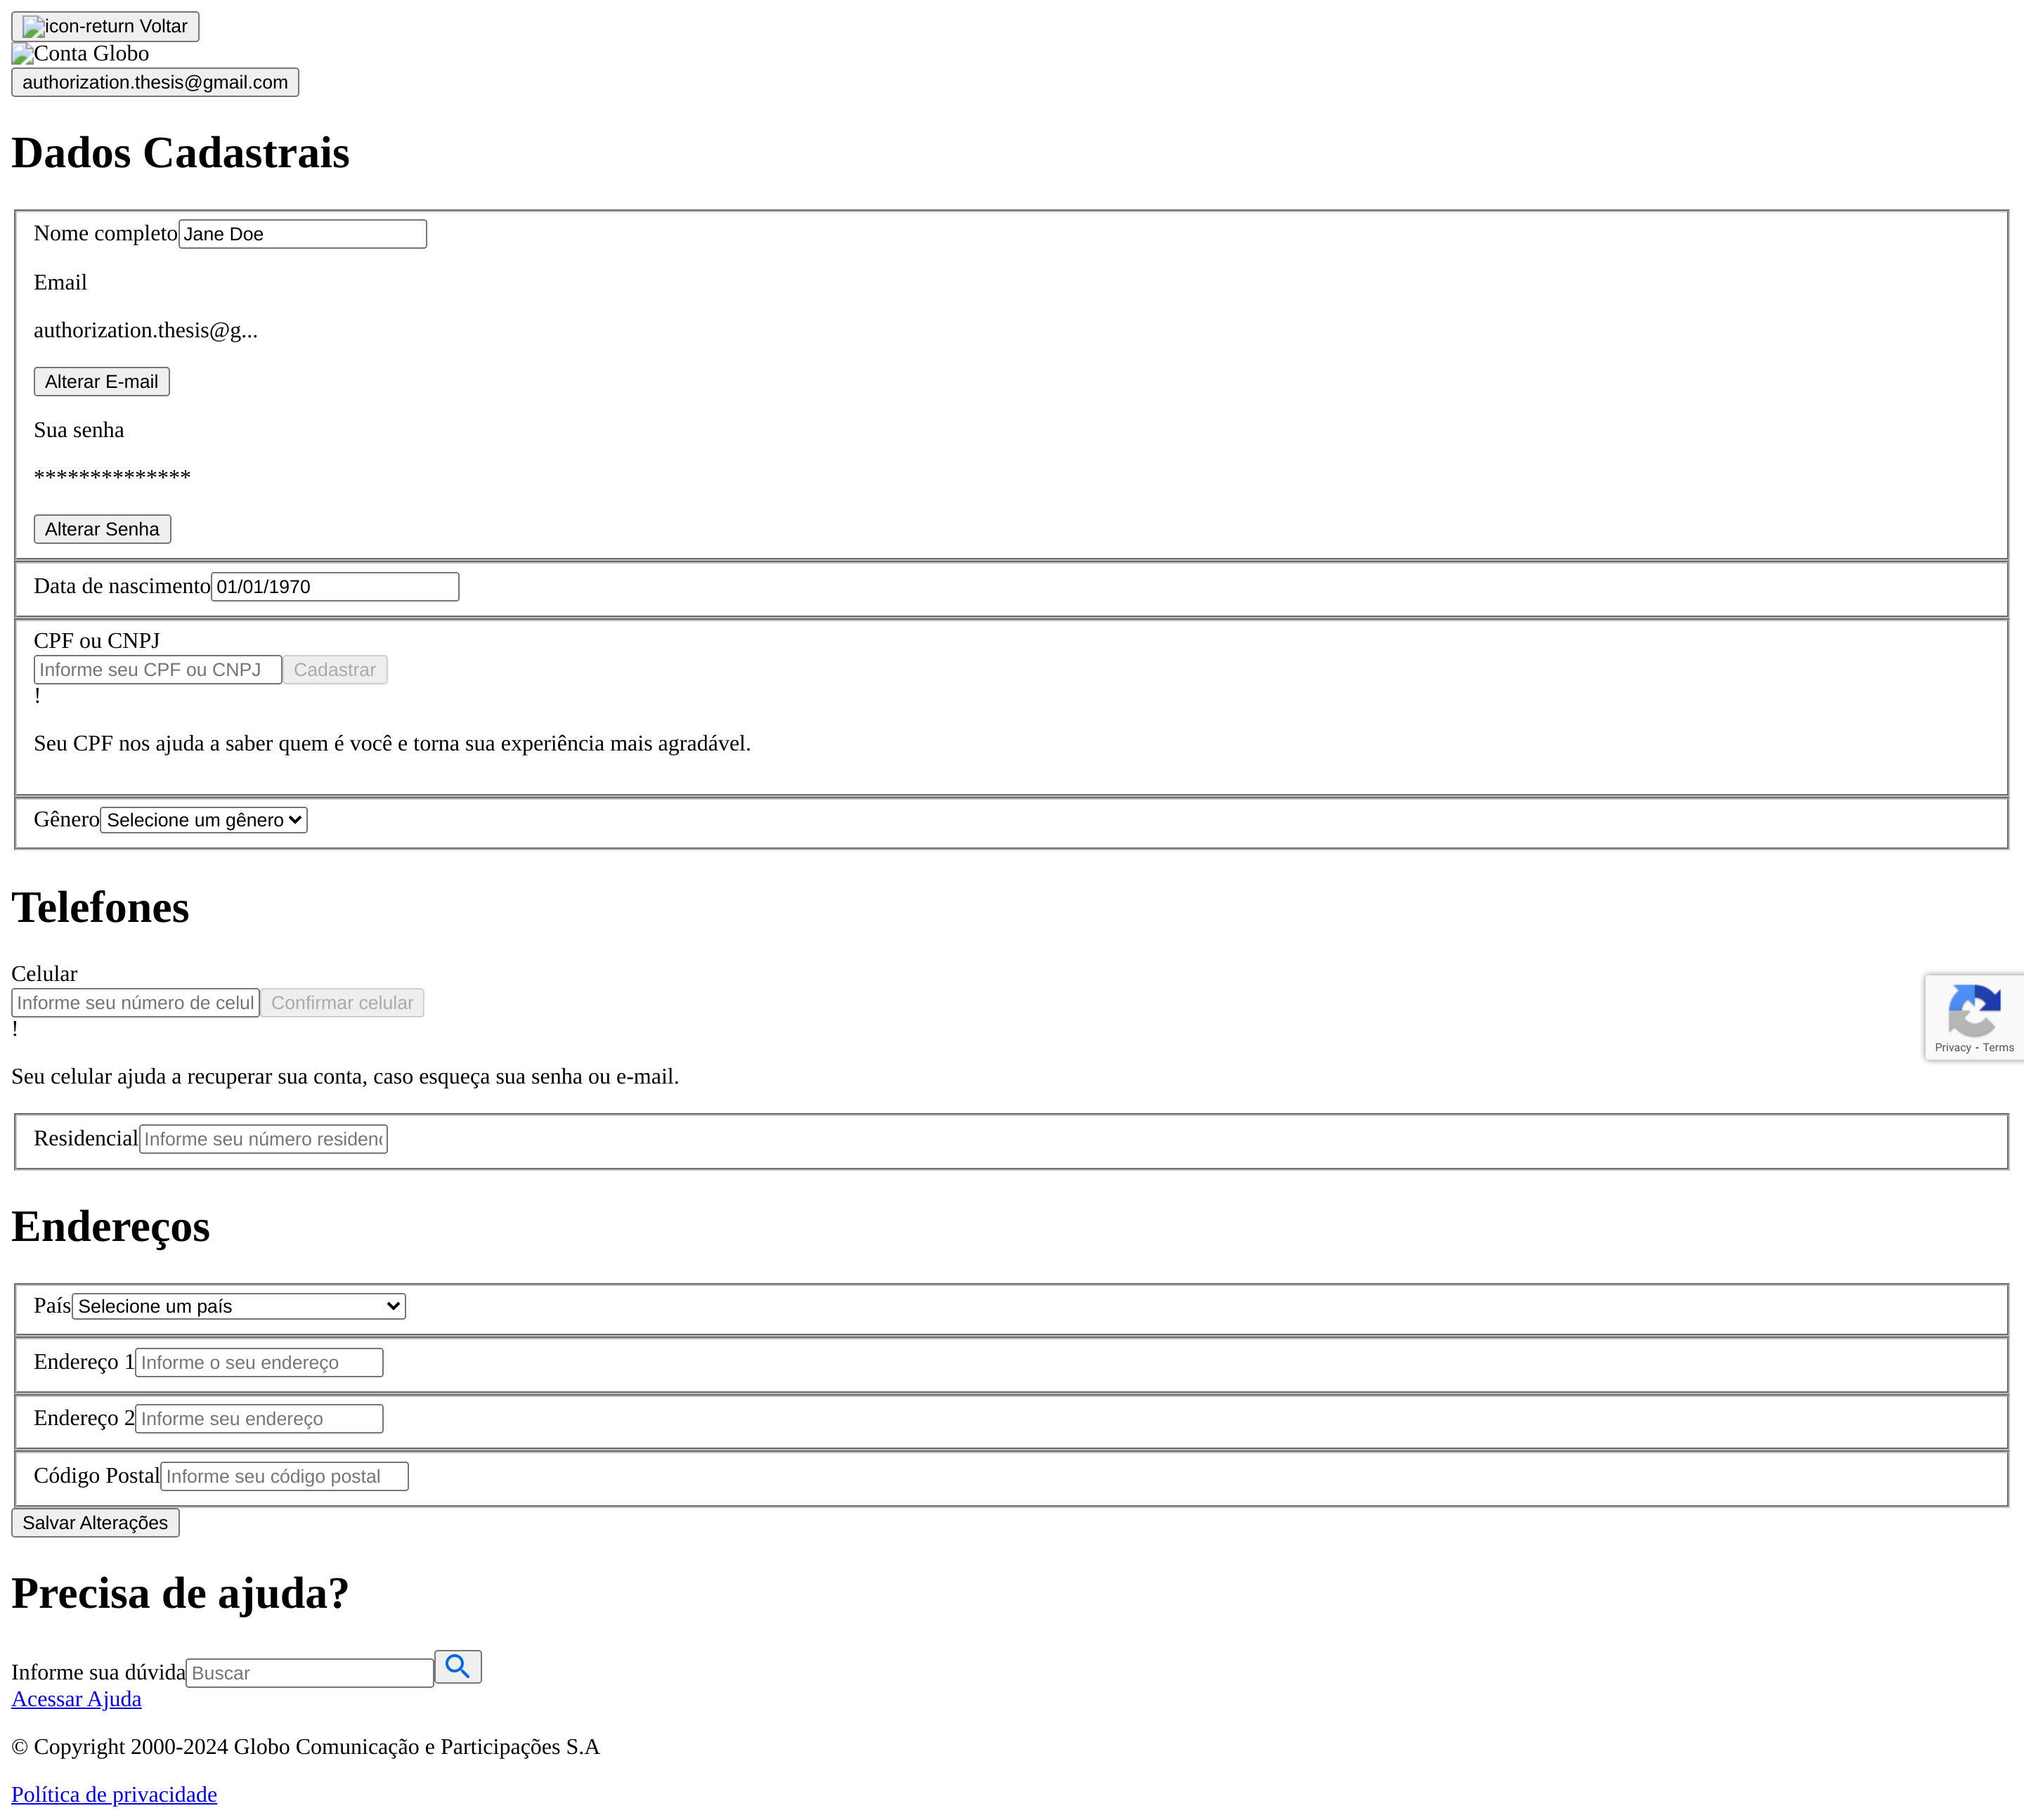 icon-return Voltar
Conta Globo
authorization.thesis@gmail.com
Dados Cadastrais
Nome completo Jane Doe
Email
authorization.thesis@g...
Alterar E-mail
Sua senha
**************
Alterar Senha
Data de nascimento 01/01/1970
CPF ou CNPJ
Informe seu CPF ou CNPJ Cadastrar
!
Seu CPF nos ajuda a saber quem é você e torna sua experiência mais agradável.
Gênero Selecione um gênero
Telefones
Celular
Informe seu número de celul Confirmar celular
!
Privacy - Terms
Seu celular ajuda a recuperar sua conta, caso esqueça sua senha ou e-mail.
Residencial Informe seu número residenc
Endereços
País Selecione um país
Endereço 1 Informe o seu endereço
Endereço 2 Informe seu endereço
Código Postal Informe seu código postal
Salvar Alterações
Precisa de ajuda?
Informe sua dúvida Buscar
Acessar Ajuda
© Copyright 2000-2024 Globo Comunicação e Participações S.A
Política de privacidade